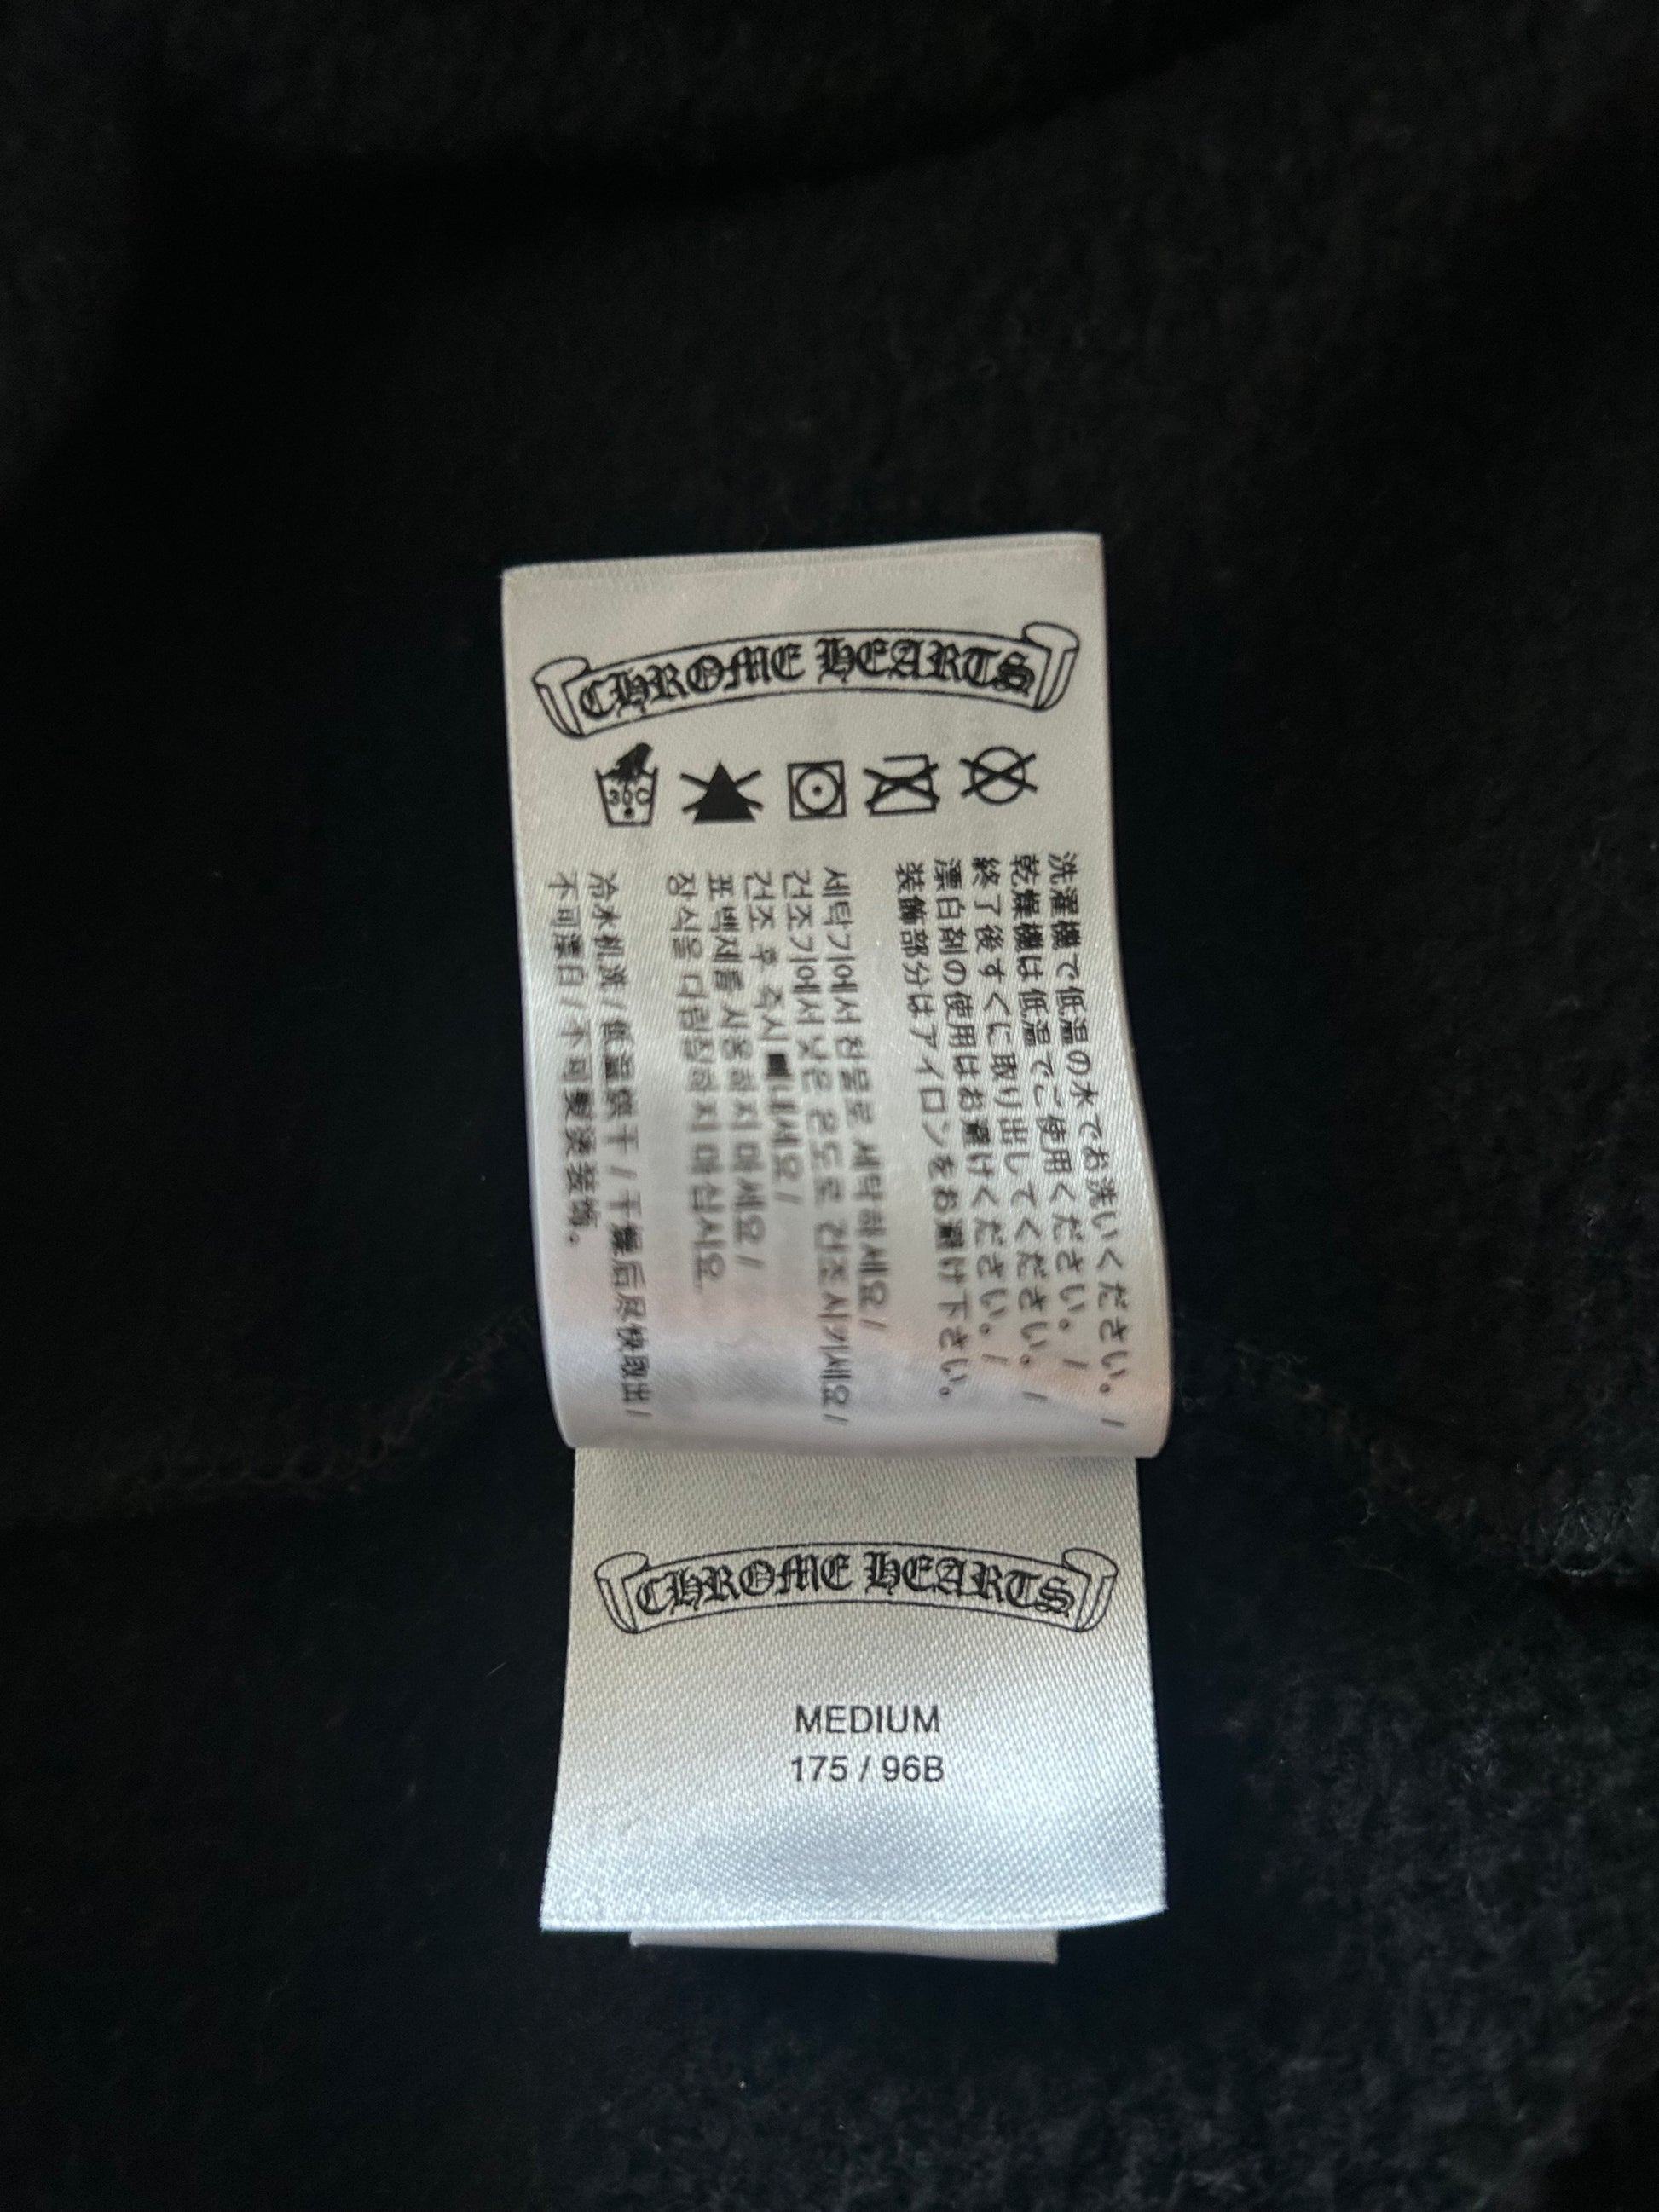 CHROME HEARTS
30C
洗濯機で低温の水でお洗いください。/
乾燥機は低温でご使用ください。/
終了後すぐに取り出してください。/
漂白剤の使用はお避けください。/
装飾部分はアイロンをお避け下さい。
세탁기에서 찬물로 세탁하세요 /
건조기에서 낮은 온도로 건조시키세요 /
건조 후 즉시 빼내세요 /
표백제를 사용하지 마세요 /
장식을 다림질하지 마십시요.
冷水机洗 / 低温烘干 / 干燥后尽快取出 /
不可漂白 / 不可熨烫装饰。
CHROME HEARTS
MEDIUM
175 / 96B